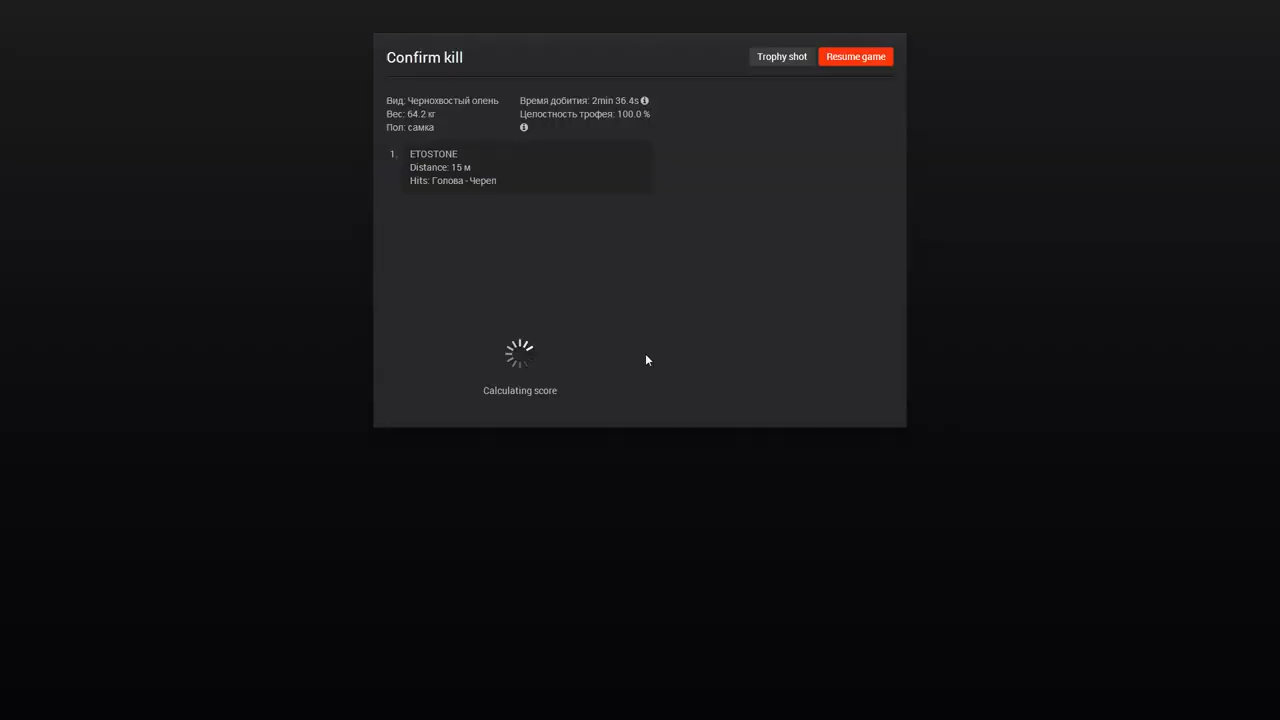 Confirm kill
Trophy shot
Resume game
Вид: Чернохвостый олень
Вес: 64.2 кг
Пол: самка
Время добития: 2min 36.4s
Целостность трофея: 100.0 %
1. ETOSTONE
Distance: 15 м
Hits: Голова - Череп
Calculating score